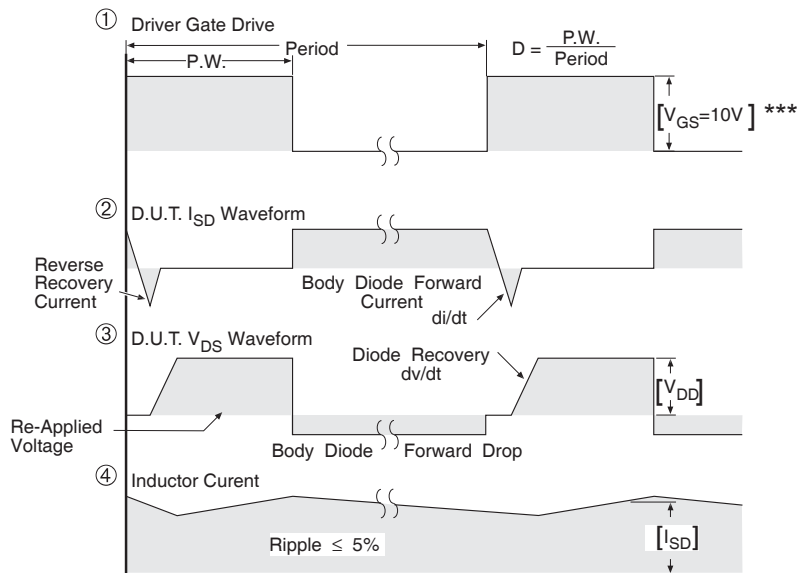 ① Driver Gate Drive
Period
P.W.
D = P.W. / Period
[VGS=10V] ***
② D.U.T. ISD Waveform
Reverse
Recovery
Current
Body Diode Forward
Current
di/dt
③ D.U.T. VDS Waveform
Diode Recovery
dv/dt
[VDD]
Re-Applied
Voltage
Body Diode Forward Drop
④ Inductor Curent
Ripple ≤ 5%
[ISD]